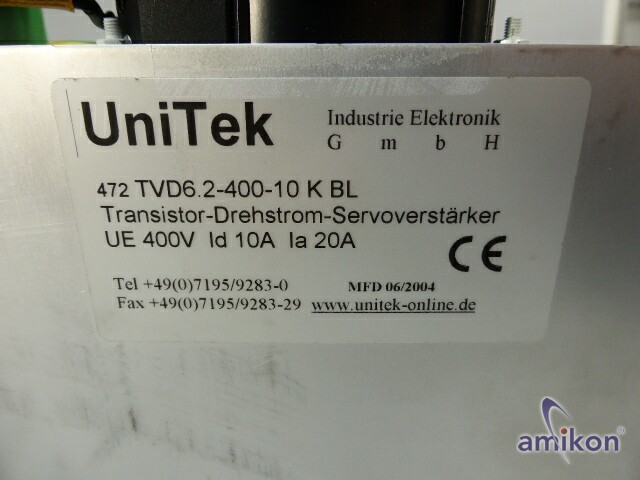 UniTek
Industrie Elektronik
G m b H
472 TVD6.2-400-10 K BL
Transistor-Drehstrom-Servoverstärker
UE 400V Id 10A Ia 20A
CE
Tel +49(0)7195/9283-0 MFD 06/2004
Fax +49(0)7195/9283-29 www.unitek-online.de
amikon